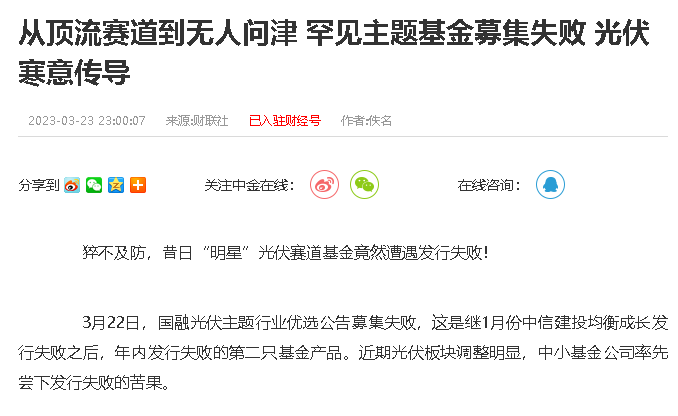 从顶流赛道到无人问津 罕见主题基金募集失败 光伏
寒意传导
2023-03-23 23:00:07 来源:财联社 已入驻财经号 作者:佚名
分享到 关注中金在线： 在线咨询：
猝不及防，昔日“明星”光伏赛道基金竟然遭遇发行失败！
3月22日，国融光伏主题行业优选公告募集失败，这是继1月份中信建投均衡成长发
行失败之后，年内发行失败的第二只基金产品。近期光伏板块调整明显，中小基金公司率先
尝下发行失败的苦果。